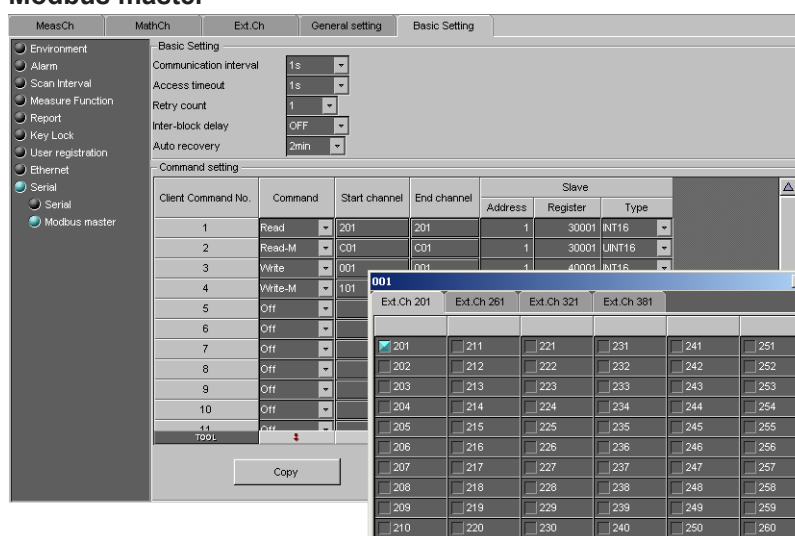 Modbus master
MeasCh MathCh Ext.Ch General setting Basic Setting
Environment
Alarm
Scan Interval
Measure Function
Report
Key Lock
User registration
Ethernet
Serial
Serial
Modbus master
Basic Setting
Communication interval 1s
Access timeout 1s
Retry count 1
Inter-block delay OFF
Auto recovery 2min
Command setting
Client Command No. Command Start channel End channel Slave
Address Register Type
1 Read 201 201 1 30001 INT16
2 Read-M C01 C01 1 30001 UINT16
3 Write 001 001 1 40001 INT16
4 Write-M 101
5 Off
6 Off
7 Off
8 Off
9 Off
10 Off
11 Off
TOOL
Copy
001
Ext.Ch 201 Ext.Ch 261 Ext.Ch 321 Ext.Ch 381
201 211 221 231 241 251
202 212 222 232 242 252
203 213 223 233 243 253
204 214 224 234 244 254
205 215 225 235 245 255
206 216 226 236 246 256
207 217 227 237 247 257
208 218 228 238 248 258
209 219 229 239 249 259
210 220 230 240 250 260